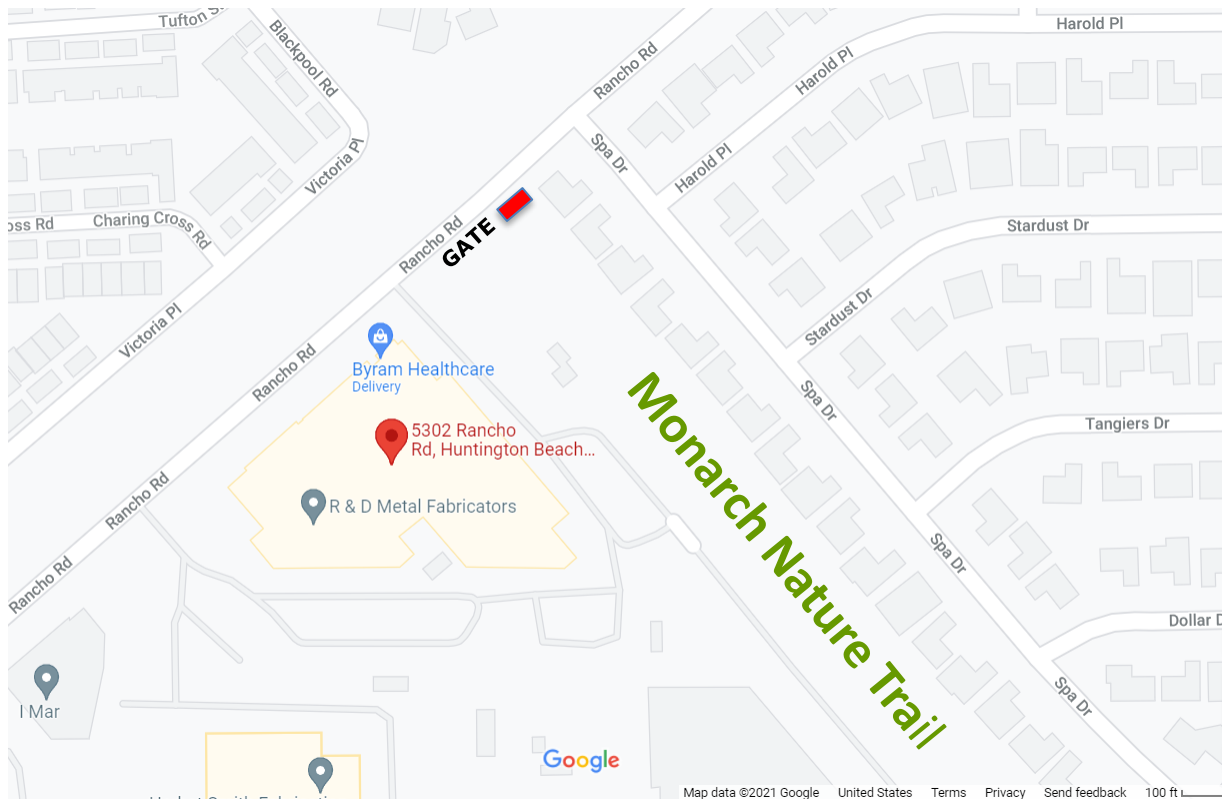 Tufton S
Blackpool Rd
Rancho Rd
Harold Pl
Harold Pl
Spa Dr
Harold Pl
Victoria Pl
oss Rd
Charing Cross Rd
Rancho Rd
GATE
Stardust Dr
Stardust Dr
Victoria Pl
Rancho Rd
Byram Healthcare
Delivery
5302 Rancho
Rd, Huntington Beach...
Spa Dr
Tangiers Dr
Monarch Nature Trail
Rancho Rd
R & D Metal Fabricators
Spa Dr
Rancho Rd
Dollar D
Spa Dr
I Mar
Google
Map data ©2021 Google
United States
Terms
Privacy
Send feedback
100 ft